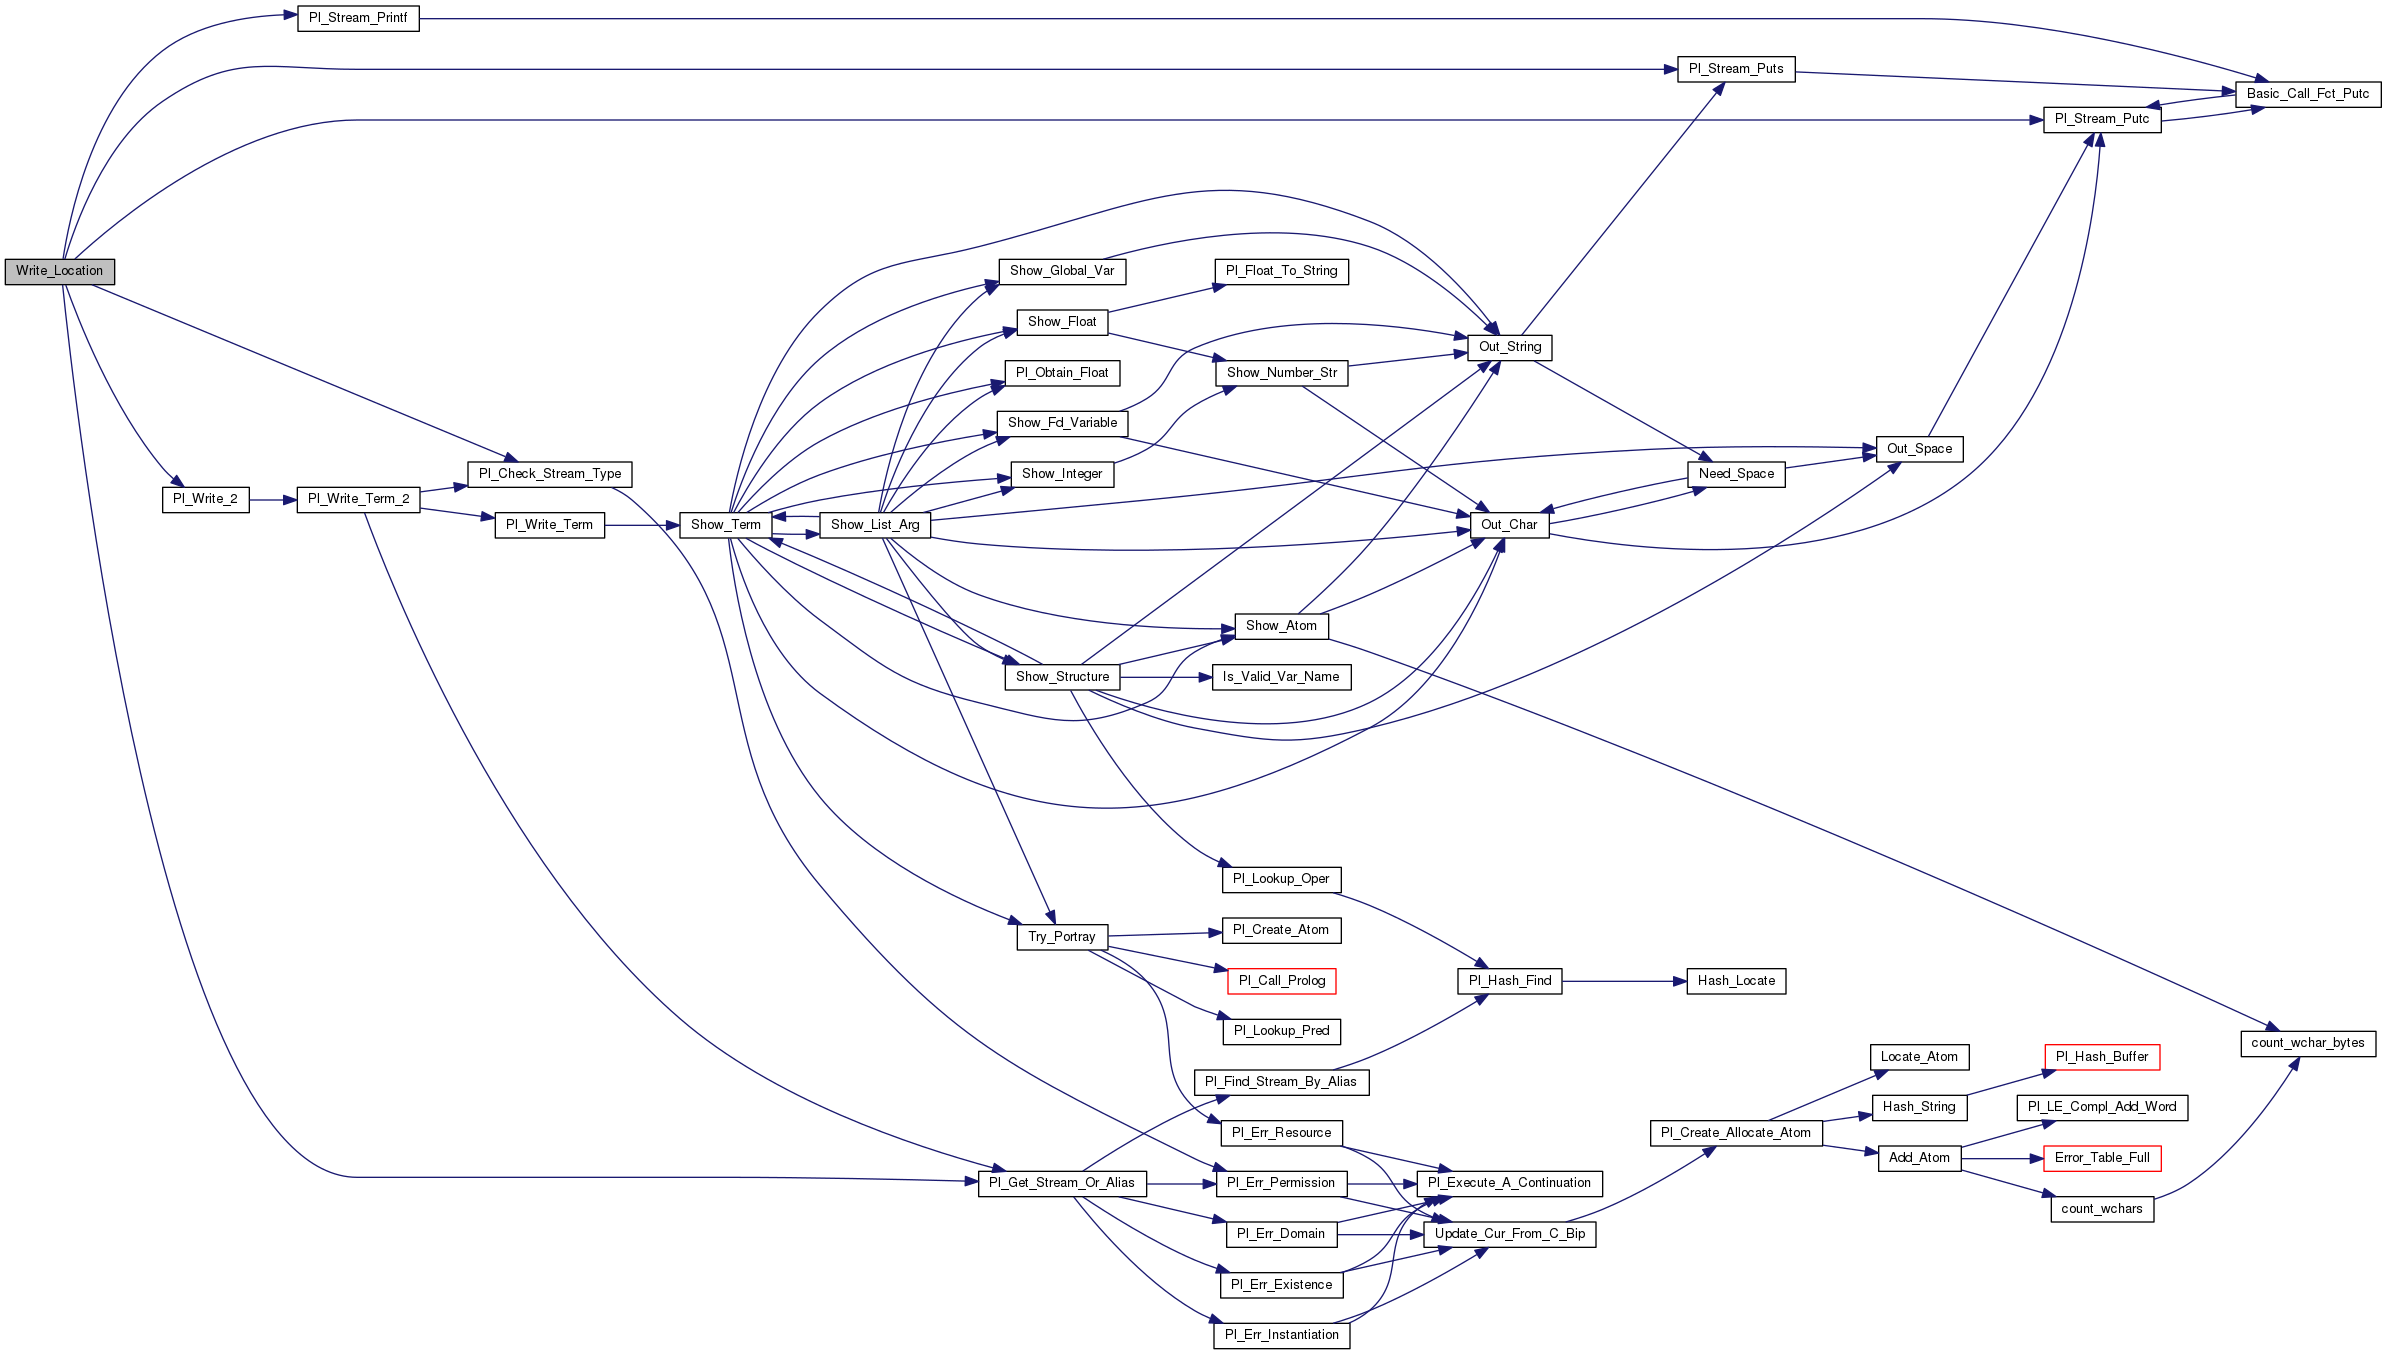 Pl_Stream_Printf
Pl_Stream_Puts
Basic_Call_Fct_Putc
Pl_Stream_Putc
Write_Location
Show_Global_Var
Pl_Float_To_String
Show_Float
Out_String
Pl_Obtain_Float
Show_Number_Str
Show_Fd_Variable
Out_Space
Pl_Check_Stream_Type
Show_Integer
Need_Space
Pl_Write_2
Pl_Write_Term_2
Pl_Write_Term
Show_Term
Show_List_Arg
Out_Char
Show_Atom
Show_Structure
Is_Valid_Var_Name
Pl_Lookup_Oper
Try_Portray
Pl_Create_Atom
Pl_Call_Prolog
Pl_Hash_Find
Hash_Locate
Pl_Lookup_Pred
count_wchar_bytes
Locate_Atom
Pl_Hash_Buffer
Pl_Find_Stream_By_Alias
Hash_String
Pl_LE_Compl_Add_Word
Pl_Err_Resource
Pl_Create_Allocate_Atom
Add_Atom
Error_Table_Full
Pl_Get_Stream_Or_Alias
Pl_Err_Permission
Pl_Execute_A_Continuation
count_wchars
Pl_Err_Domain
Update_Cur_From_C_Bip
Pl_Err_Existence
Pl_Err_Instantiation